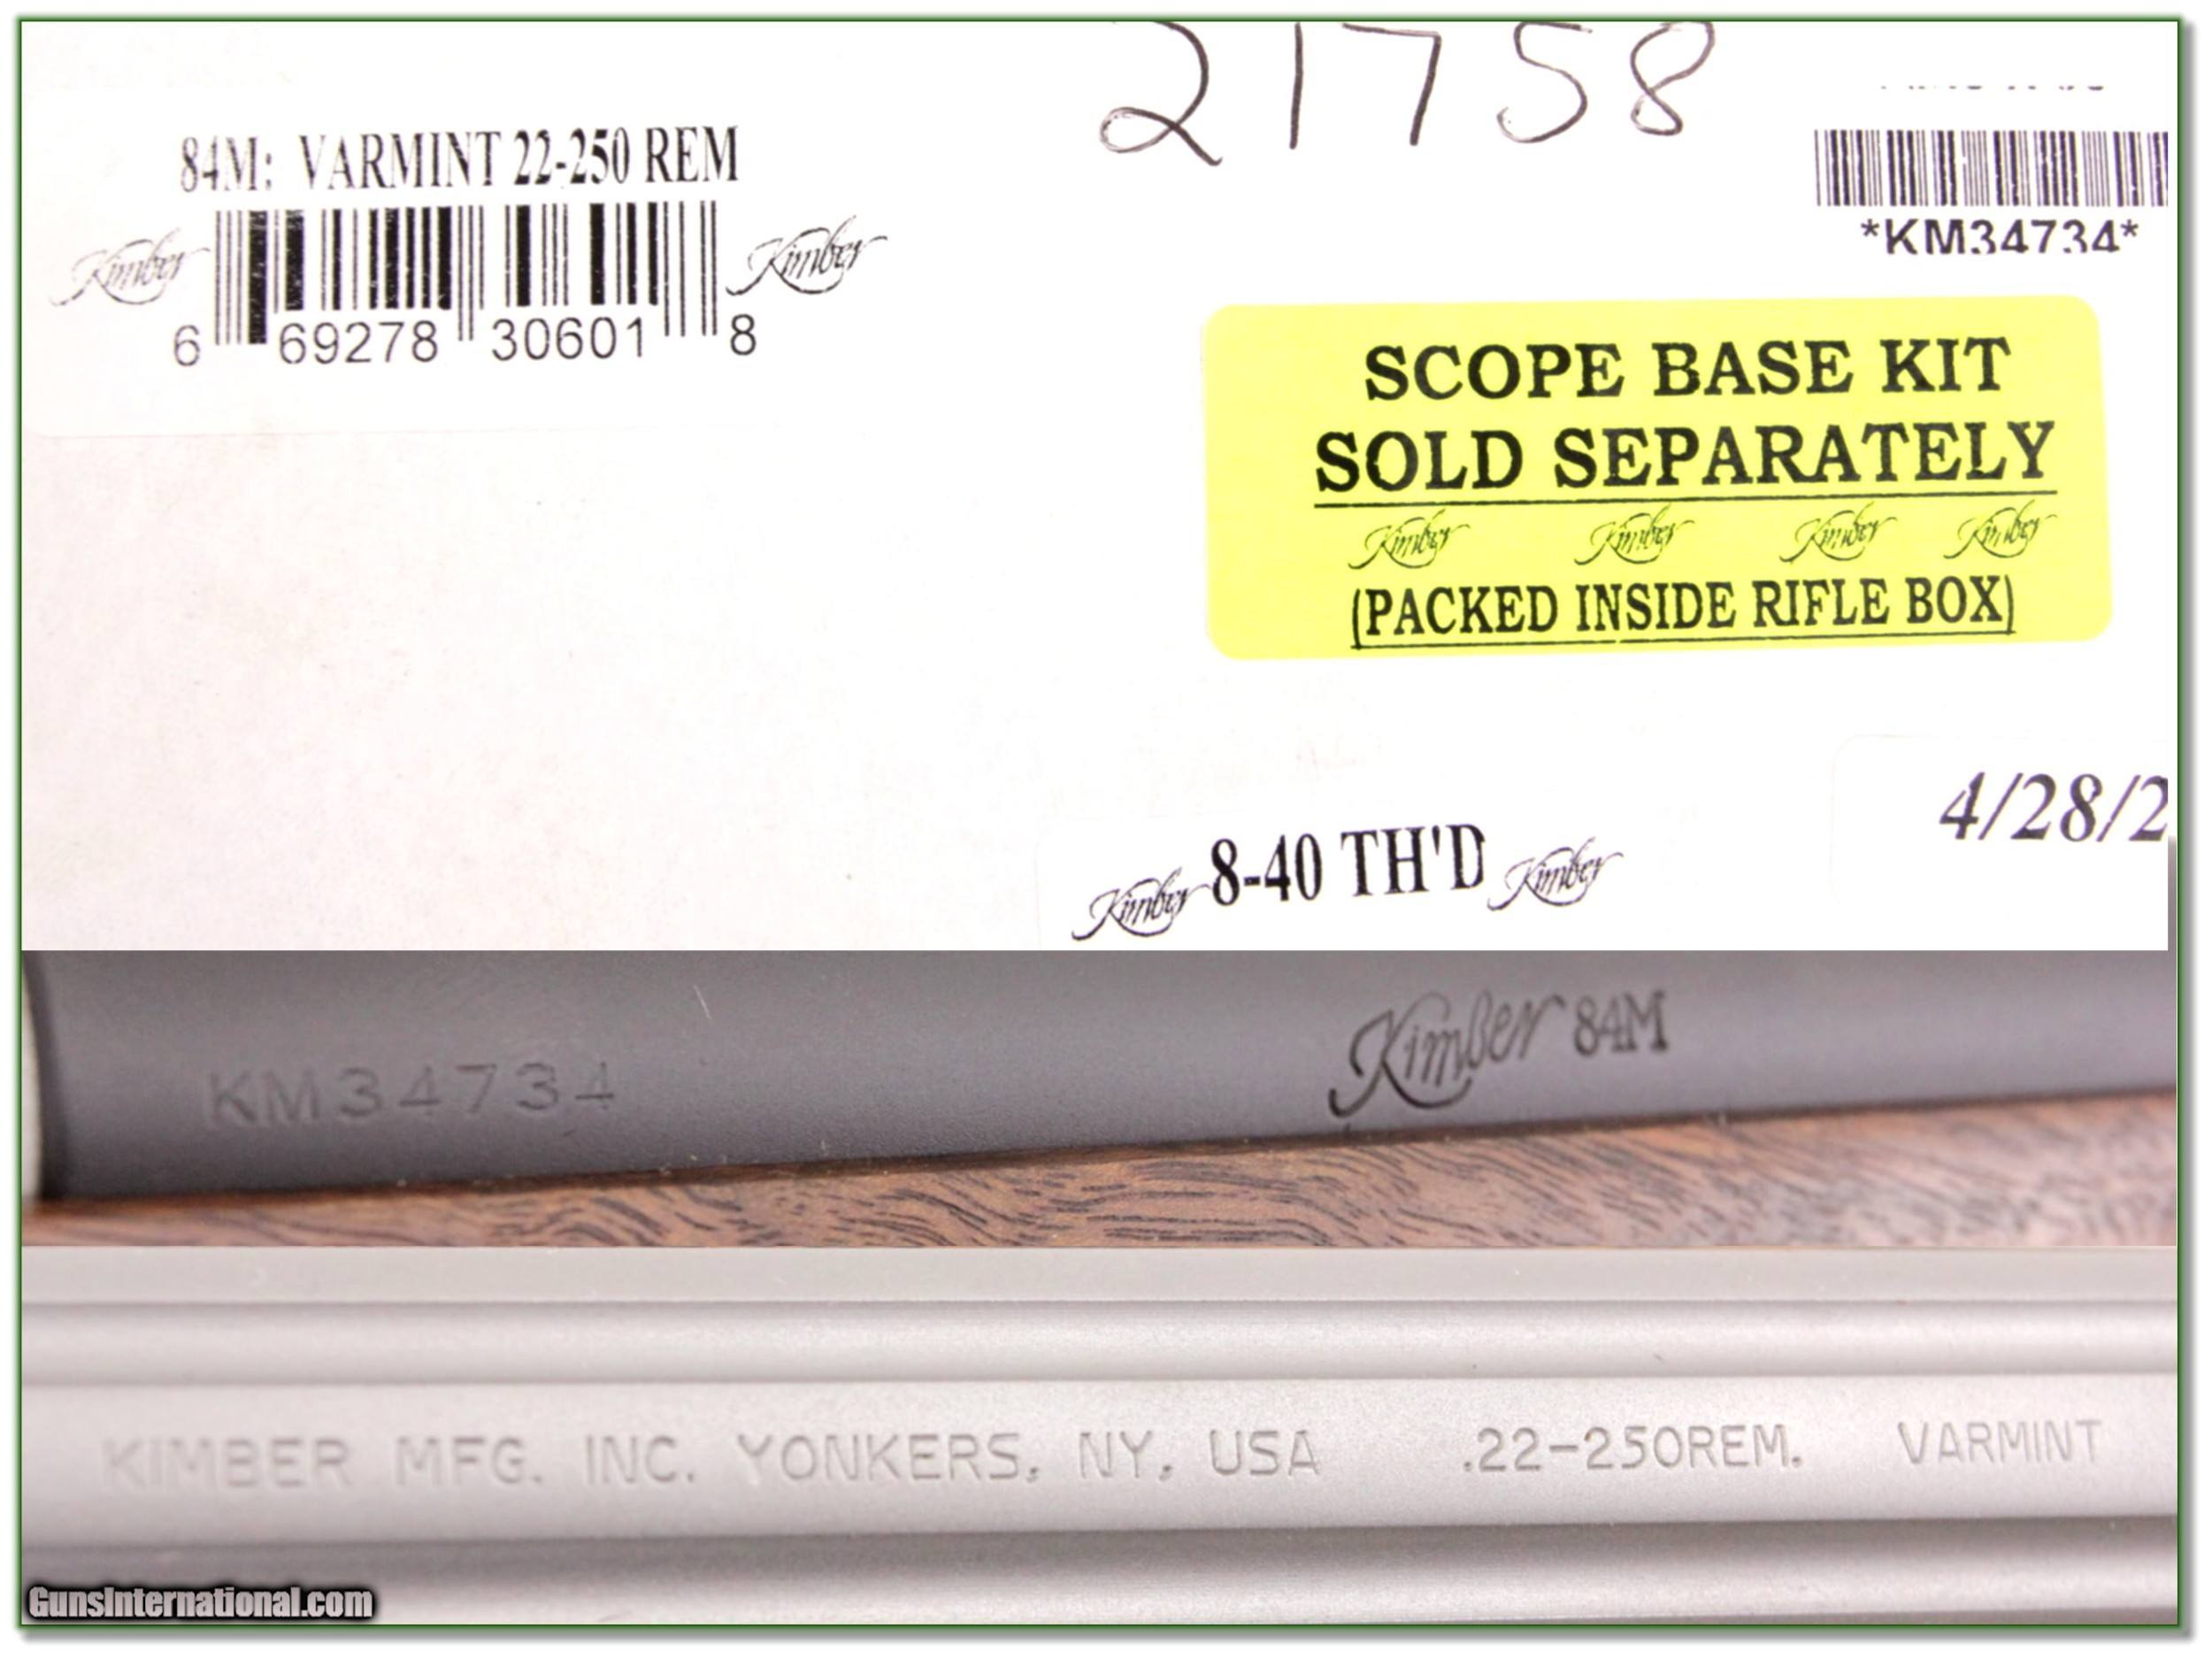 21758
84M: VARMINT 22-250 REM
Kimber Kimber
6 69278 30601 8
*KM34734*
SCOPE BASE KIT
SOLD SEPARATELY
Kimber Kimber Kimber Kimber
(PACKED INSIDE RIFLE BOX)
4/28/2
Kimber 8-40 TH'D Kimber
KM34734
Kimber 84M
KIMBER MFG. INC. YONKERS, NY, USA .22-250REM. VARMINT
GunsInternational.com